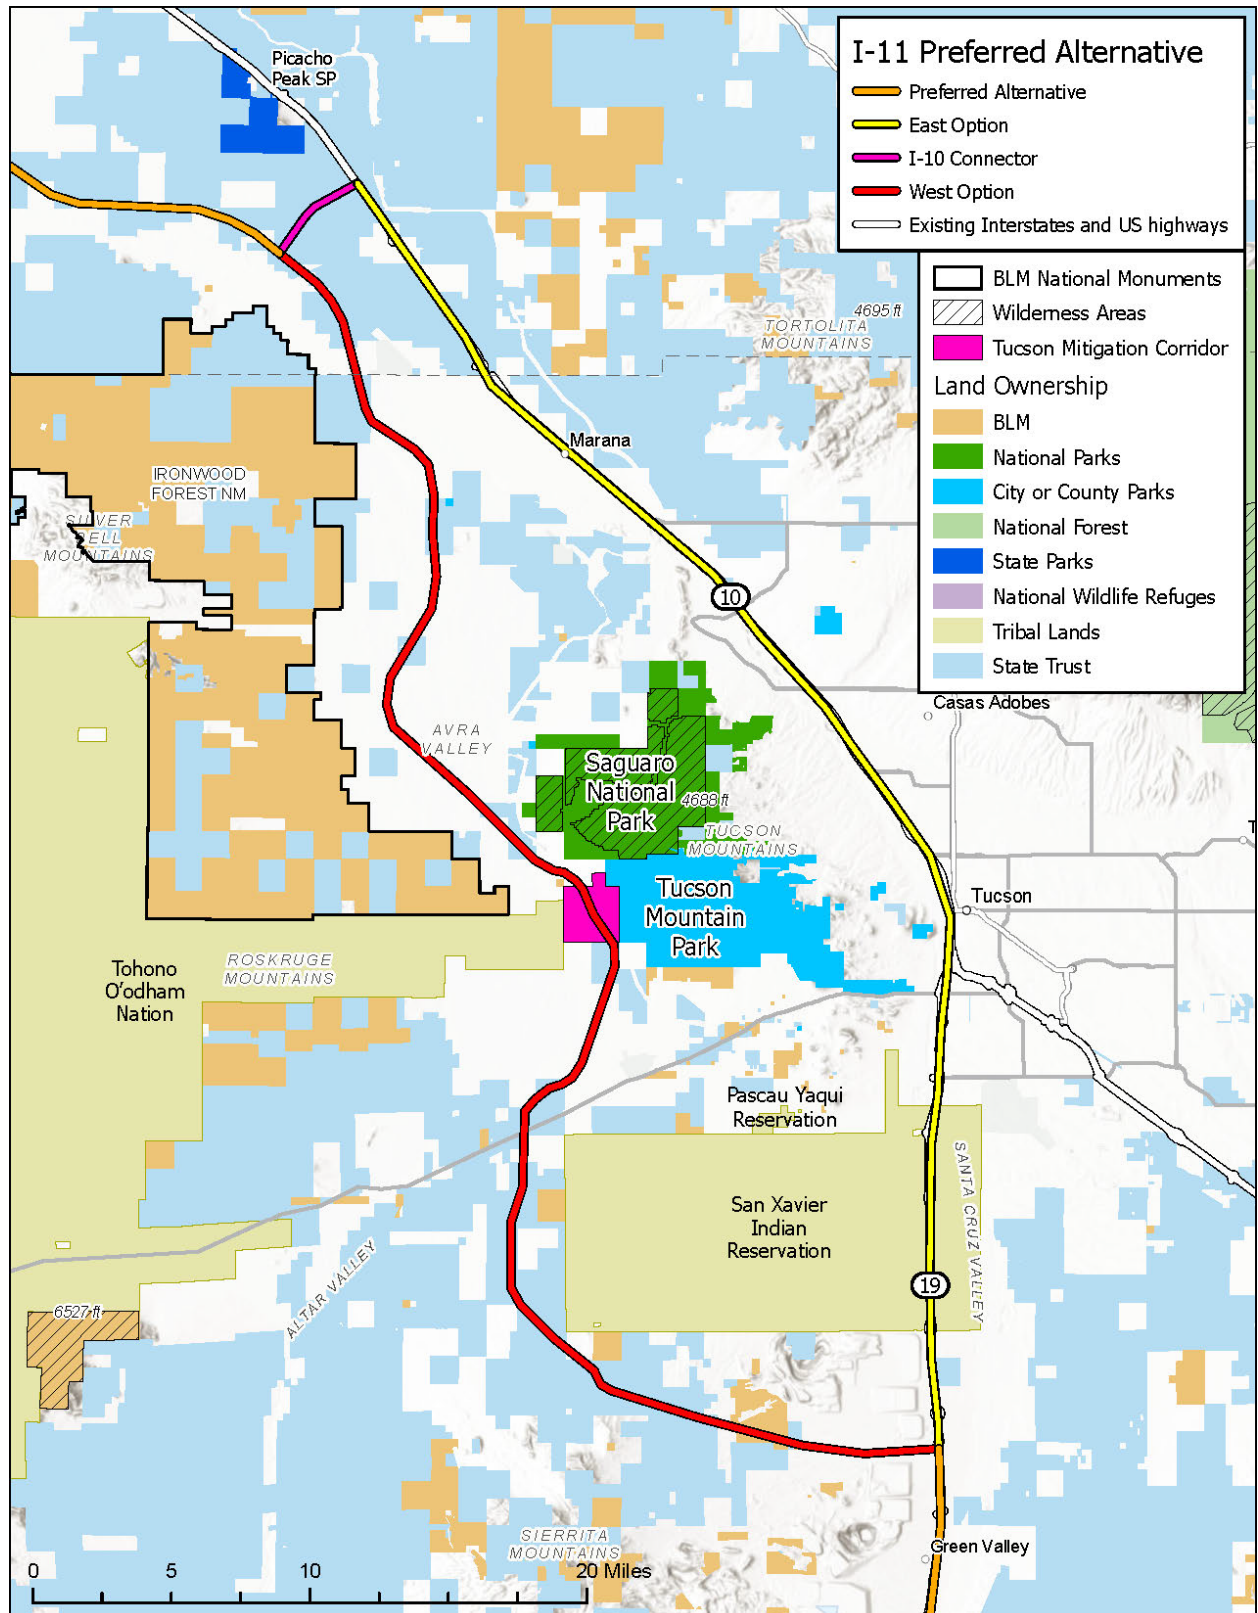 I-11 Preferred Alternative
Preferred Alternative
East Option
I-10 Connector
West Option
Existing Interstates and US highways
BLM National Monuments
Wilderness Areas
Tucson Mitigation Corridor
Land Ownership
BLM
National Parks
City or County Parks
National Forest
State Parks
National Wildlife Refuges
Tribal Lands
State Trust
Picacho
Peak SP
4695 ft
TORTOLITA
MOUNTAINS
Marana
IRONWOOD
FOREST NM
SILVER
BELL
MOUNTAINS
10
Casas Adobes
AVRA
VALLEY
Saguaro
National
Park
4688 ft
TUCSON
MOUNTAINS
T
Tucson
Mountain
Park
Tucson
ROSKRUGE
MOUNTAINS
Tohono
O'odham
Nation
Pascau Yaqui
Reservation
SANTA CRUZ VALLEY
San Xavier
Indian
Reservation
ALTAR VALLEY
19
6527 ft
SIERRITA
MOUNTAINS
Green Valley
0 5 10 20 Miles